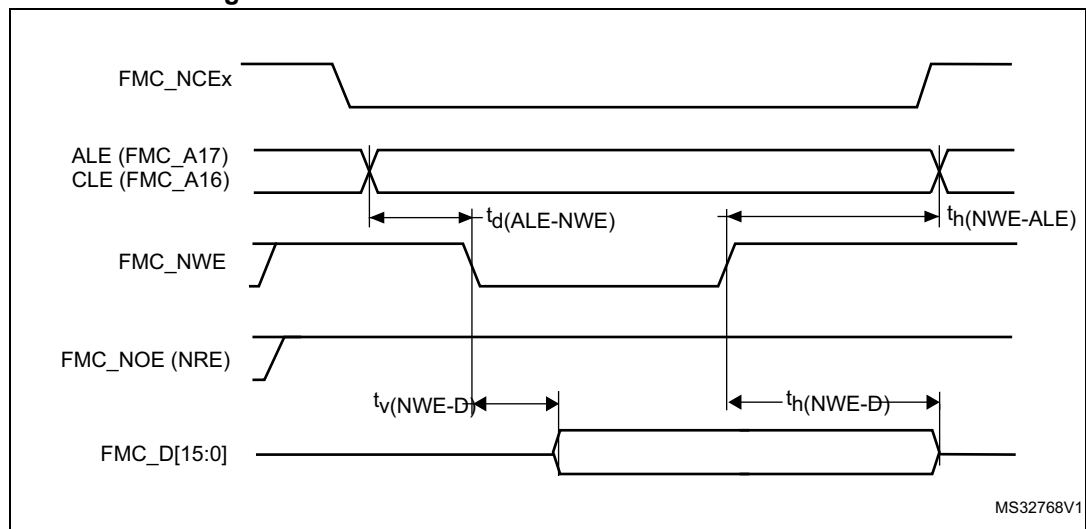 FMC_NCEx
ALE (FMC_A17)
CLE (FMC_A16)
td(ALE-NWE)
th(NWE-ALE)
FMC_NWE
FMC_NOE (NRE)
tv(NWE-D)
th(NWE-D)
FMC_D[15:0]
MS32768V1